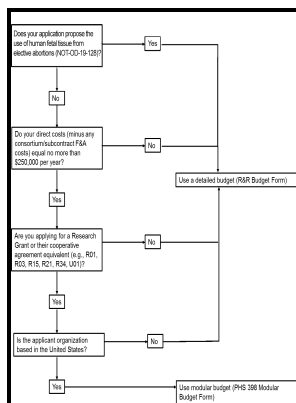 Does your application propose the
use of human fetal tissue from
elective abortions (NOT-OD-19-128)?
Yes
No
Do your direct costs (minus any
consortium/subcontract F&A
costs) equal no more than
$250,000 per year?
No
Use a detailed budget (R&R Budget Form)
Yes
Are you applying for a Research
Grant or their cooperative
agreement equivalent (e.g., R01,
R03, R15, R21, R34, U01)?
No
Yes
Is the applicant organization
based in the United States?
No
Yes
Use modular budget (PHS 398 Modular
Budget Form)